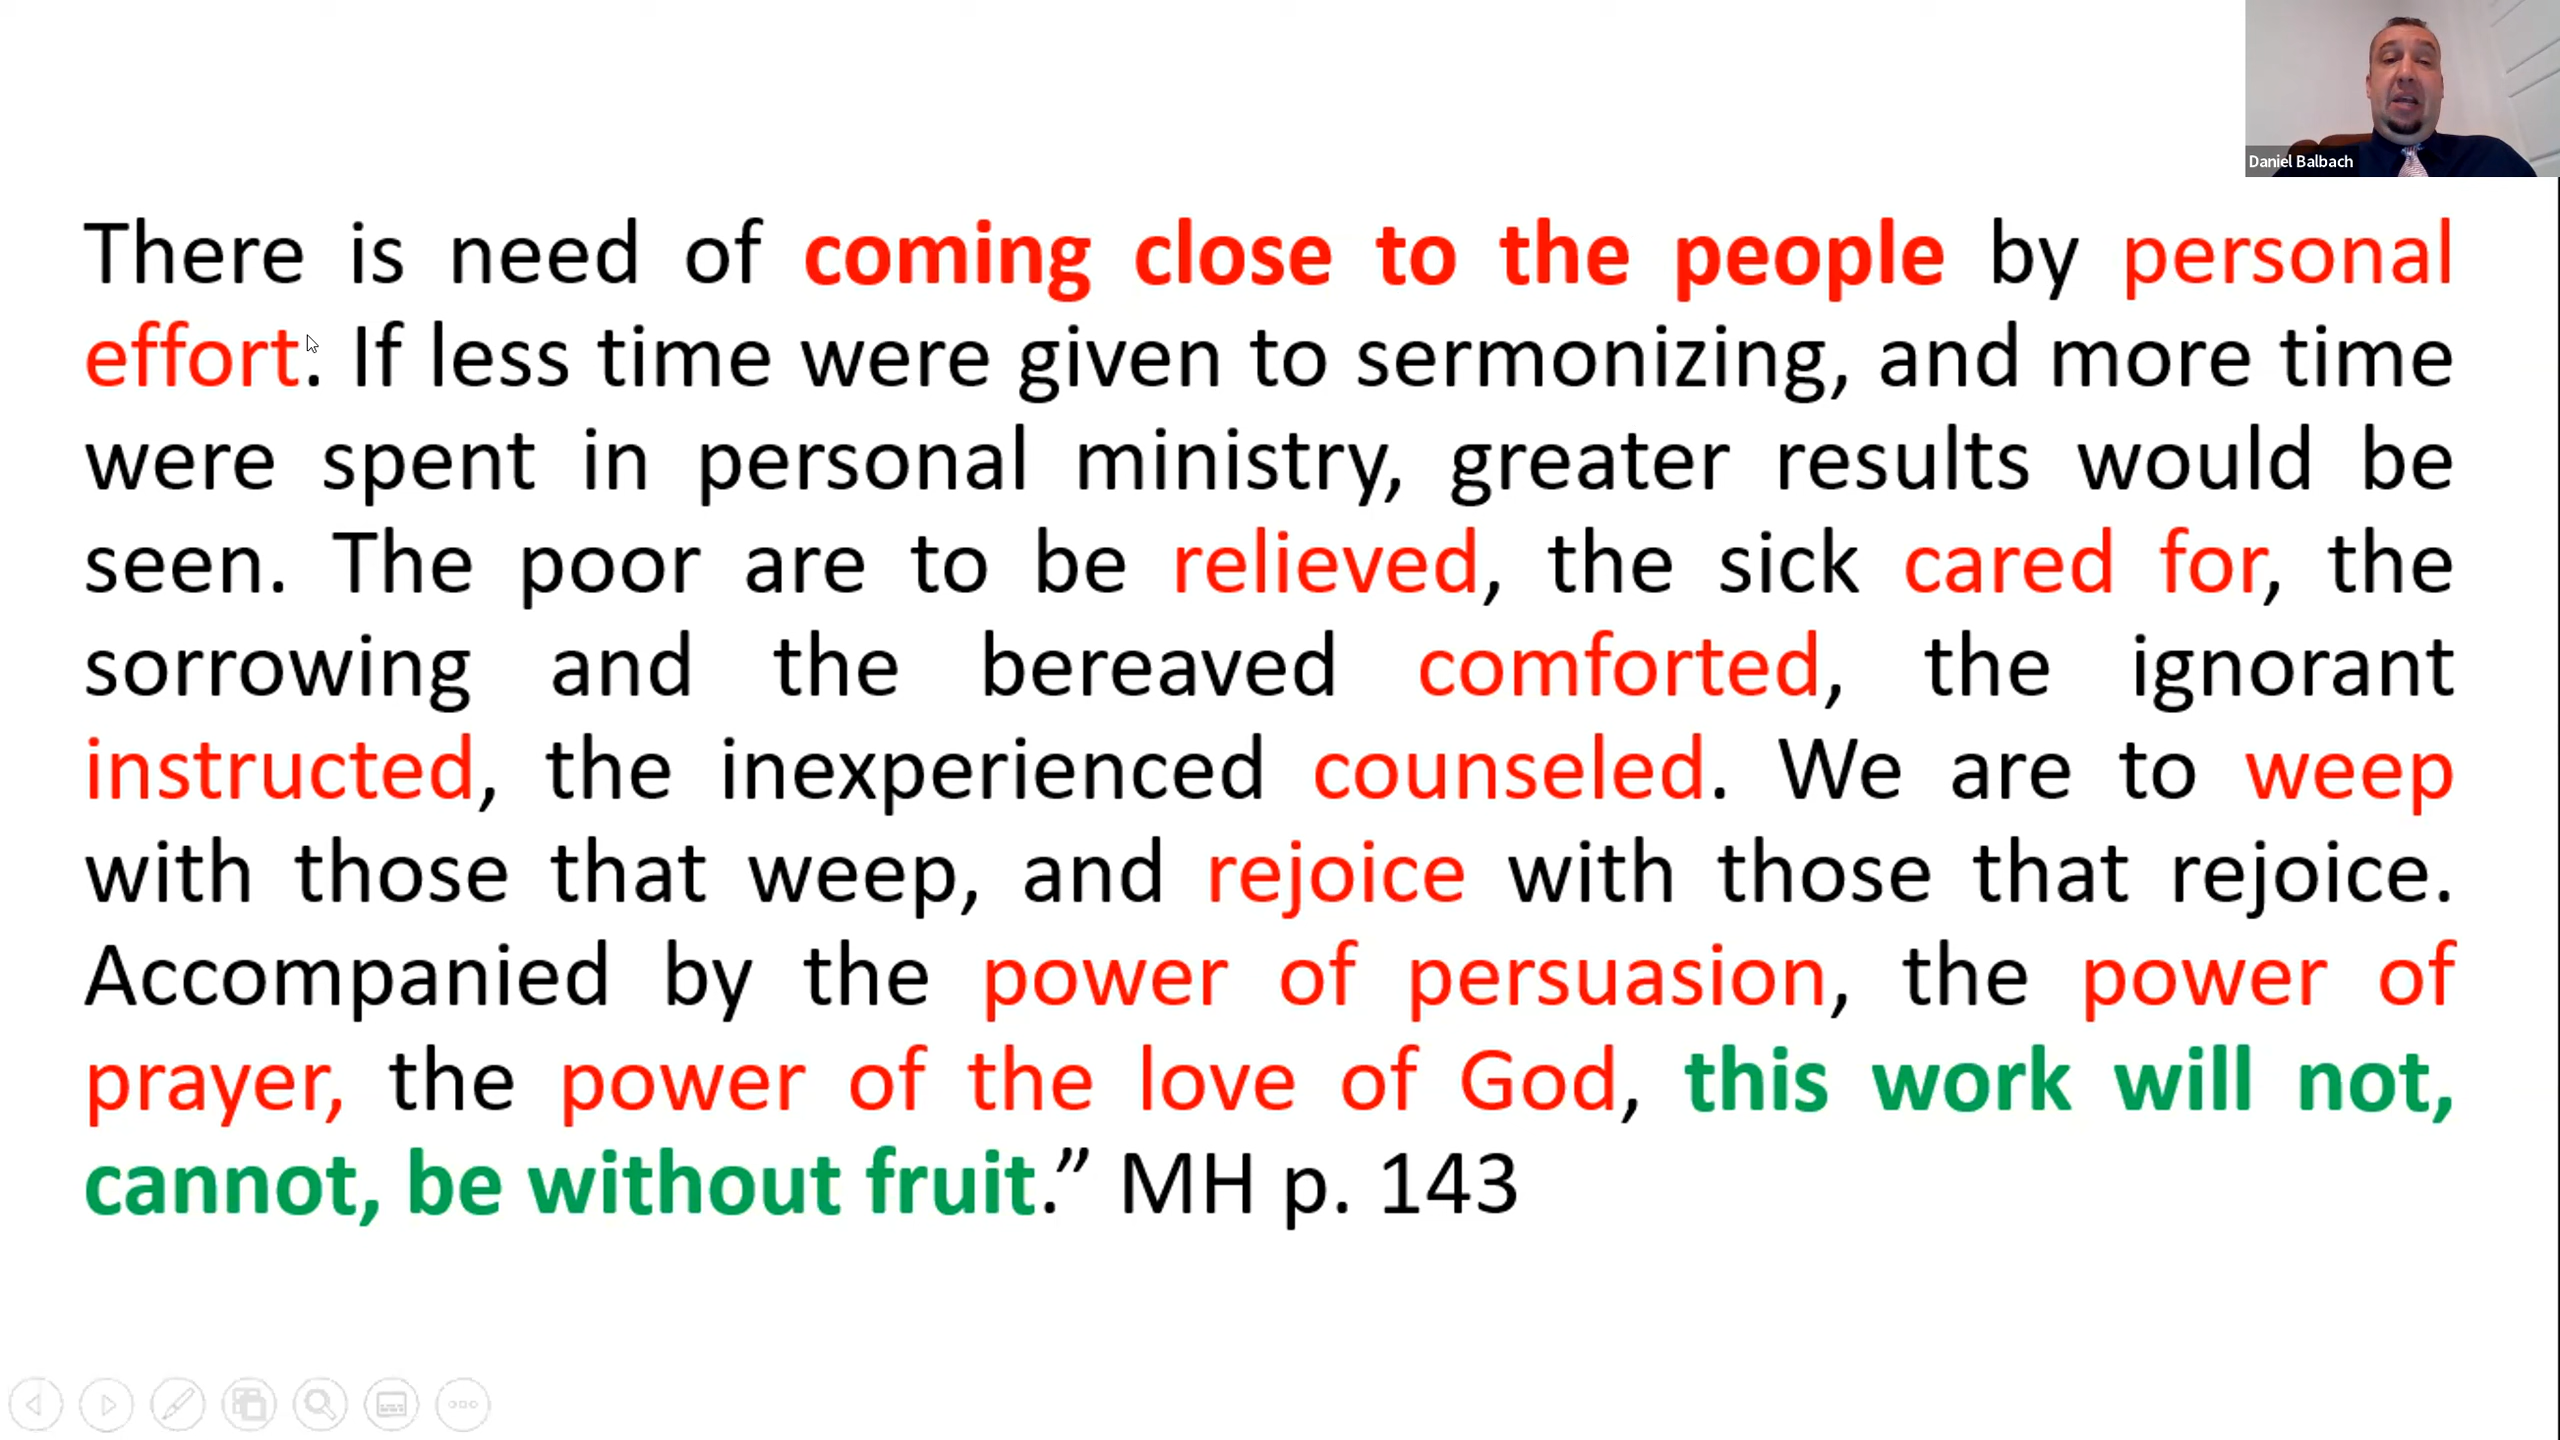 Daniel Balbach
There is need of coming close to the people by personal
effort. If less time were given to sermonizing, and more time
were spent in personal ministry, greater results would be
seen. The poor are to be relieved, the sick cared for, the
sorrowing and the bereaved comforted, the ignorant
instructed, the inexperienced counseled. We are to weep
with those that weep, and rejoice with those that rejoice.
Accompanied by the power of persuasion, the power of
prayer, the power of the love of God, this work will not,
cannot, be without fruit.” MH p. 143